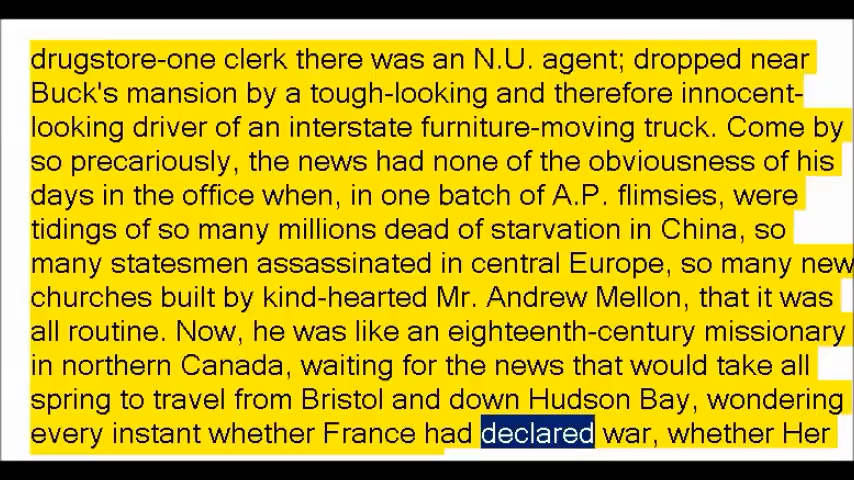 drugstore-one clerk there was an N.U. agent; dropped near
Buck's mansion by a tough-looking and therefore innocent-
looking driver of an interstate furniture-moving truck. Come by
so precariously, the news had none of the obviousness of his
days in the office when, in one batch of A.P. flimsies, were
tidings of so many millions dead of starvation in China, so
many statesmen assassinated in central Europe, so many new
churches built by kind-hearted Mr. Andrew Mellon, that it was
all routine. Now, he was like an eighteenth-century missionary
in northern Canada, waiting for the news that would take all
spring to travel from Bristol and down Hudson Bay, wondering
every instant whether France had declared war, whether Her